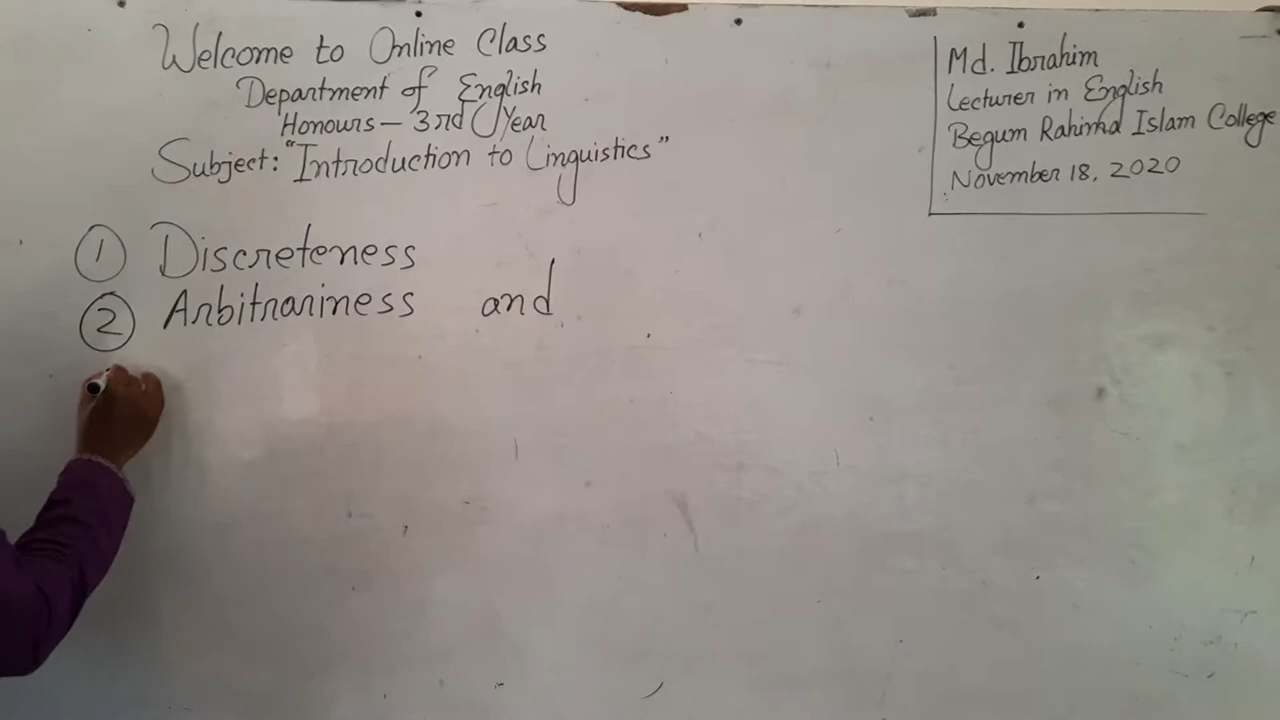 Welcome to Online Class
Department of English
Honours – 3rd Year
Subject: "Introduction to Linguistics"
Md. Ibrahim
Lecturer in English
Begum Rahima Islam College
November 18, 2020
① Discreteness
② Arbitrariness and